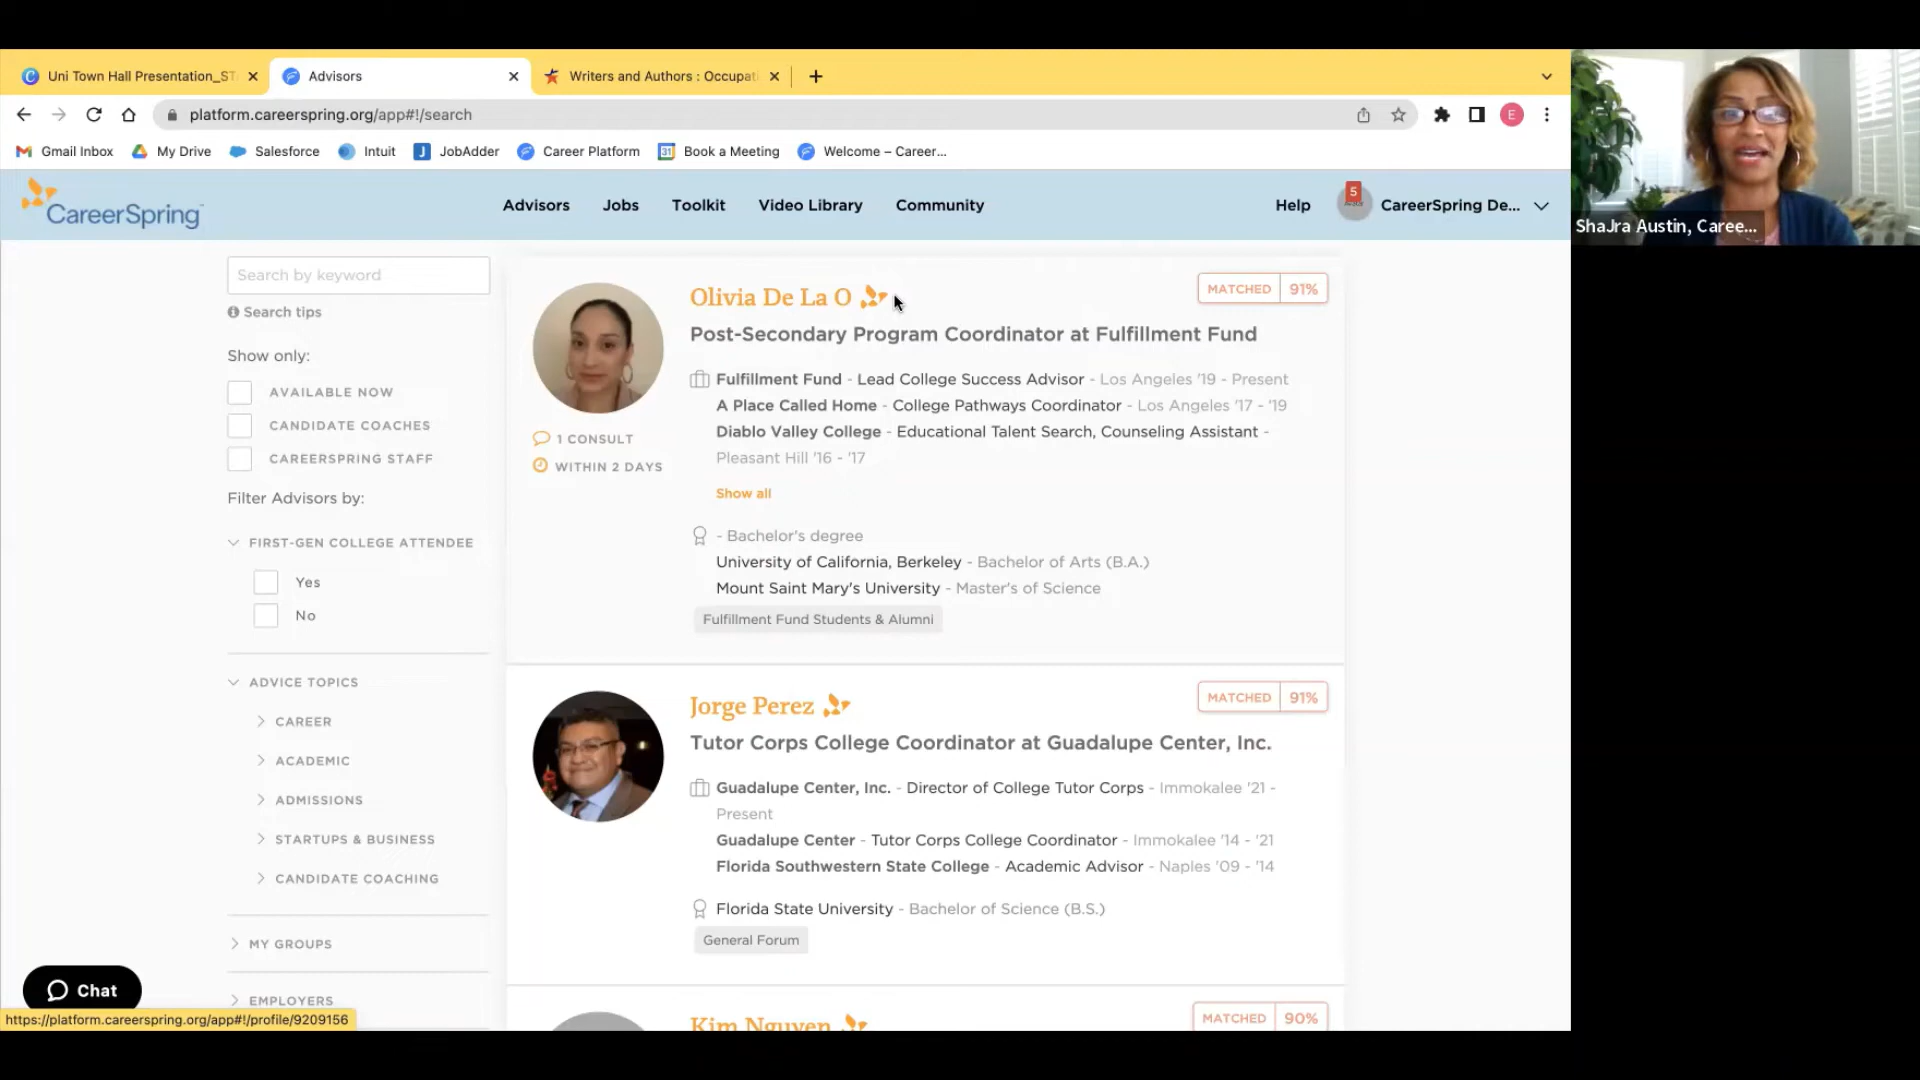 Uni Town Hall Presentation_ST
Advisors
Writers and Authors : Occupati
platform.careerspring.org/app#!/search
E
Gmail Inbox
My Drive
Salesforce
Intuit
J JobAdder
Career Platform
31 Book a Meeting
Welcome – Career...
CareerSpring
Advisors
Jobs
Toolkit
Video Library
Community
Help
5
CareerSpring De...
ShaJra Austin, Caree...
Search by keyword
Search tips
Show only:
AVAILABLE NOW
CANDIDATE COACHES
CAREERSPRING STAFF
Filter Advisors by:
FIRST-GEN COLLEGE ATTENDEE
Yes
No
ADVICE TOPICS
CAREER
ACADEMIC
ADMISSIONS
STARTUPS & BUSINESS
CANDIDATE COACHING
MY GROUPS
EMPLOYERS
Chat
https://platform.careerspring.org/app#!/profile/9209156
Olivia De La O
MATCHED 91%
Post-Secondary Program Coordinator at Fulfillment Fund
Fulfillment Fund - Lead College Success Advisor - Los Angeles '19 - Present
A Place Called Home - College Pathways Coordinator - Los Angeles '17 - '19
Diablo Valley College - Educational Talent Search, Counseling Assistant -
Pleasant Hill '16 - '17
1 CONSULT
WITHIN 2 DAYS
Show all
- Bachelor's degree
University of California, Berkeley - Bachelor of Arts (B.A.)
Mount Saint Mary's University - Master's of Science
Fulfillment Fund Students & Alumni
Jorge Perez
MATCHED 91%
Tutor Corps College Coordinator at Guadalupe Center, Inc.
Guadalupe Center, Inc. - Director of College Tutor Corps - Immokalee '21 -
Present
Guadalupe Center - Tutor Corps College Coordinator - Immokalee '14 - '21
Florida Southwestern State College - Academic Advisor - Naples '09 - '14
Florida State University - Bachelor of Science (B.S.)
General Forum
Kim Nguyen
MATCHED 90%